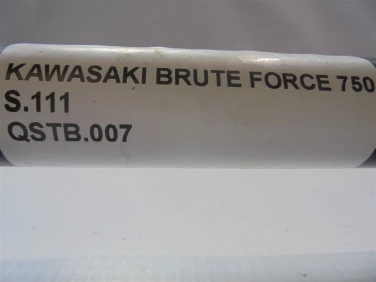 KAWASAKI BRUTE FORCE 750
S.111
QSTB.007